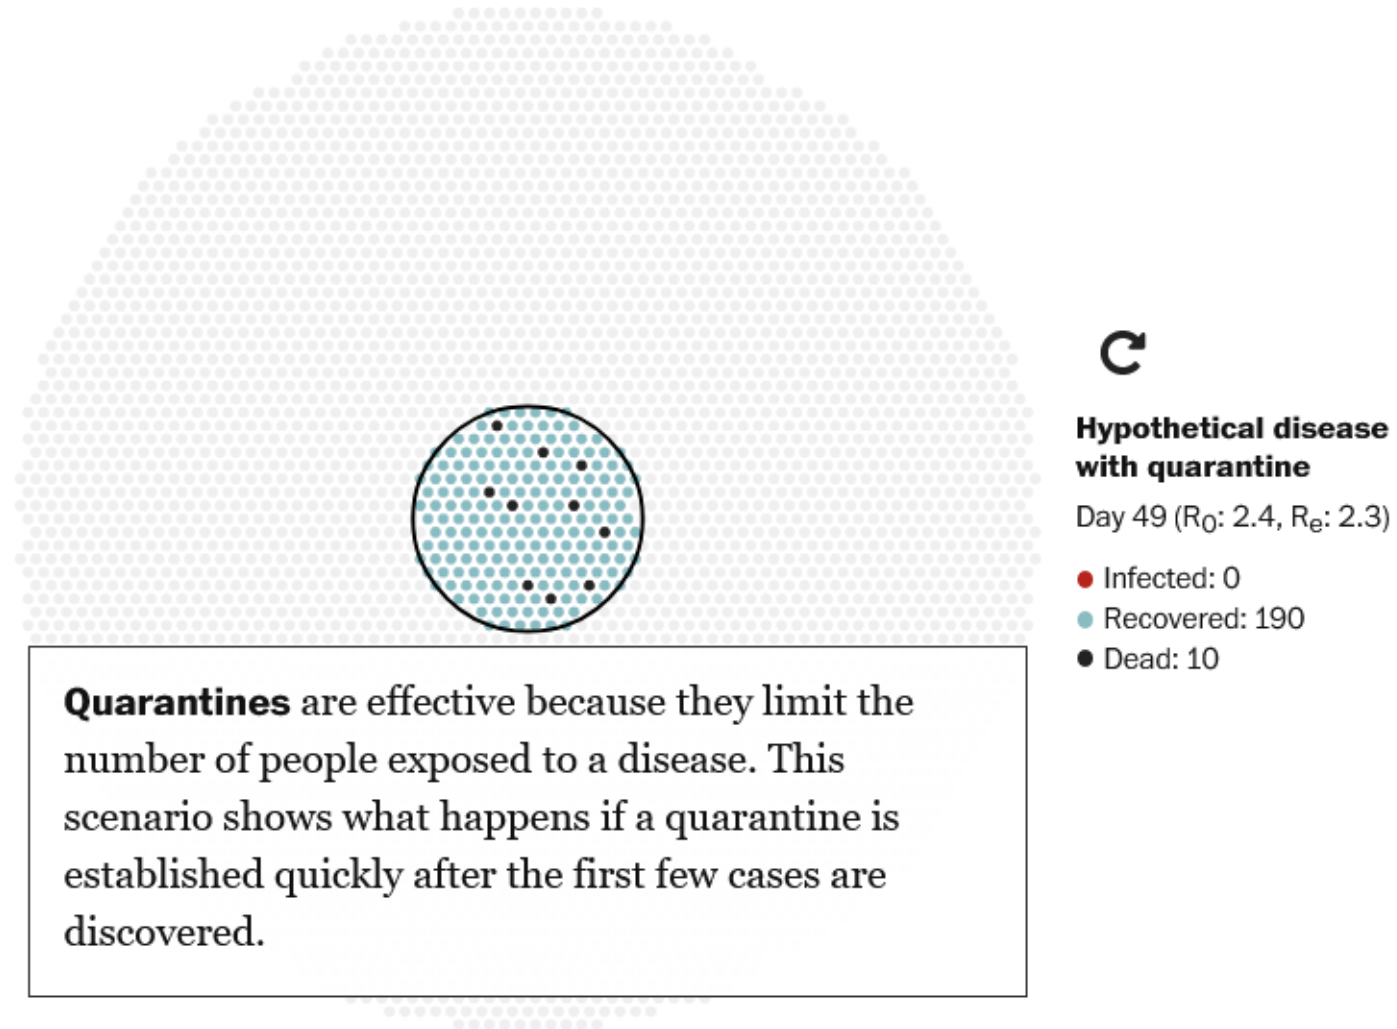 Hypothetical disease
with quarantine
Day 49 (R0: 2.4, Re: 2.3)
Infected: 0
Recovered: 190
Dead: 10
Quarantines are effective because they limit the
number of people exposed to a disease. This
scenario shows what happens if a quarantine is
established quickly after the first few cases are
discovered.